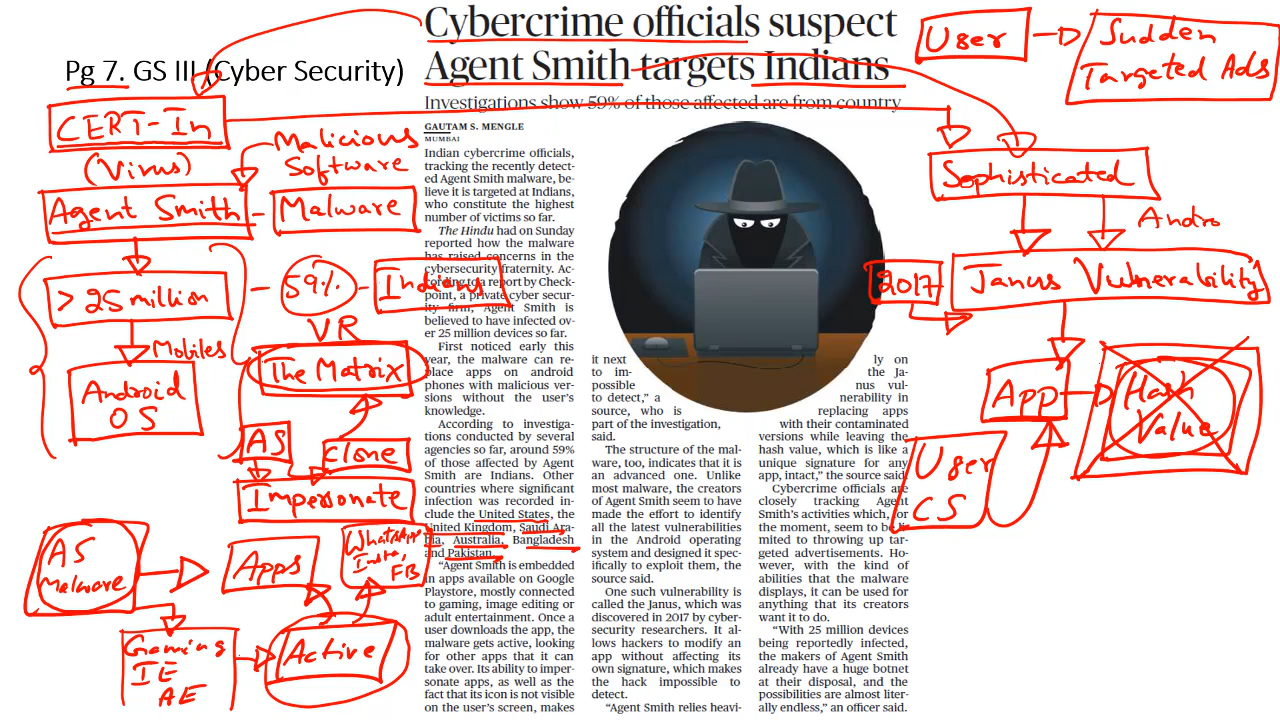 Cybercrime officials suspect
Agent Smith targets Indians
Investigations show 59% of those affected are from country
Pg 7. GS III (Cyber Security)
CERT-In
(Virus)
Malicious
Software
Agent Smith - Malware
> 25 million - 59% - Indians
Mobiles
Android
OS
VR
The Matrix
AS
Clone
Impersonate
AS
Malware
Apps
WhatsApp
Insta,
FB
Gaming
IE
AE
Active
GAUTAM S. MENGLE
MUMBAI
Indian cybercrime officials,
tracking the recently detect-
ed Agent Smith malware, be-
lieve it is targeted at Indians,
who constitute the highest
number of victims so far.
The Hindu had on Sunday
reported how the malware
has raised concerns in the
cybersecurity fraternity. Ac-
cording to a report by Check-
point, a private cyber secur-
ity firm, Agent Smith is
believed to have infected ov-
er 25 million devices so far.
First noticed early this
year, the malware can re-
place apps on android
phones with malicious ver-
sions without the user's
knowledge.
According to investiga-
tions conducted by several
agencies so far, around 59%
of those affected by Agent
Smith are Indians. Other
countries where significant
infection was recorded in-
clude the United States, the
United Kingdom, Saudi Ara-
bia, Australia, Bangladesh
and Pakistan.
"Agent Smith is embedded
in apps available on Google
Playstore, mostly connected
to gaming, image editing or
adult entertainment. Once a
user downloads the app, the
malware gets active, looking
for other apps that it can
take over. Its ability to imper-
sonate apps, as well as the
fact that its icon is not visible
on the user's screen, makes
it next
to im-
possible
to detect," a
source, who is
part of the investigation,
said.
The structure of the mal-
ware, too, indicates that it is
an advanced one. Unlike
most malware, the creators
of Agent Smith seem to have
made the effort to identify
all the latest vulnerabilities
in the Android operating
system and designed it spec-
ifically to exploit them, the
source said.
One such vulnerability is
called the Janus, which was
discovered in 2017 by cyber-
security researchers. It al-
lows hackers to modify an
app without affecting its
own signature, which makes
the hack impossible to
detect.
"Agent Smith relies heavi-
ly on
the Ja-
nus vul-
nerability in
replacing apps
with their contaminated
versions while leaving the
hash value, which is like a
unique signature for any
app, intact," the source said.
Cybercrime officials are
closely tracking Agent
Smith's activities which, for
the moment, seem to be li-
mited to throwing up tar-
geted advertisements. Ho-
wever, with the kind of
abilities that the malware
displays, it can be used for
anything that its creators
want it to do.
"With 25 million devices
being reportedly infected,
the makers of Agent Smith
already have a huge botnet
at their disposal, and the
possibilities are almost liter-
ally endless," an officer said.
User
Sudden
Targeted Ads
Sophisticated
Andro
2017
Janus Vulnerability
App
Hash
Value
User
CS